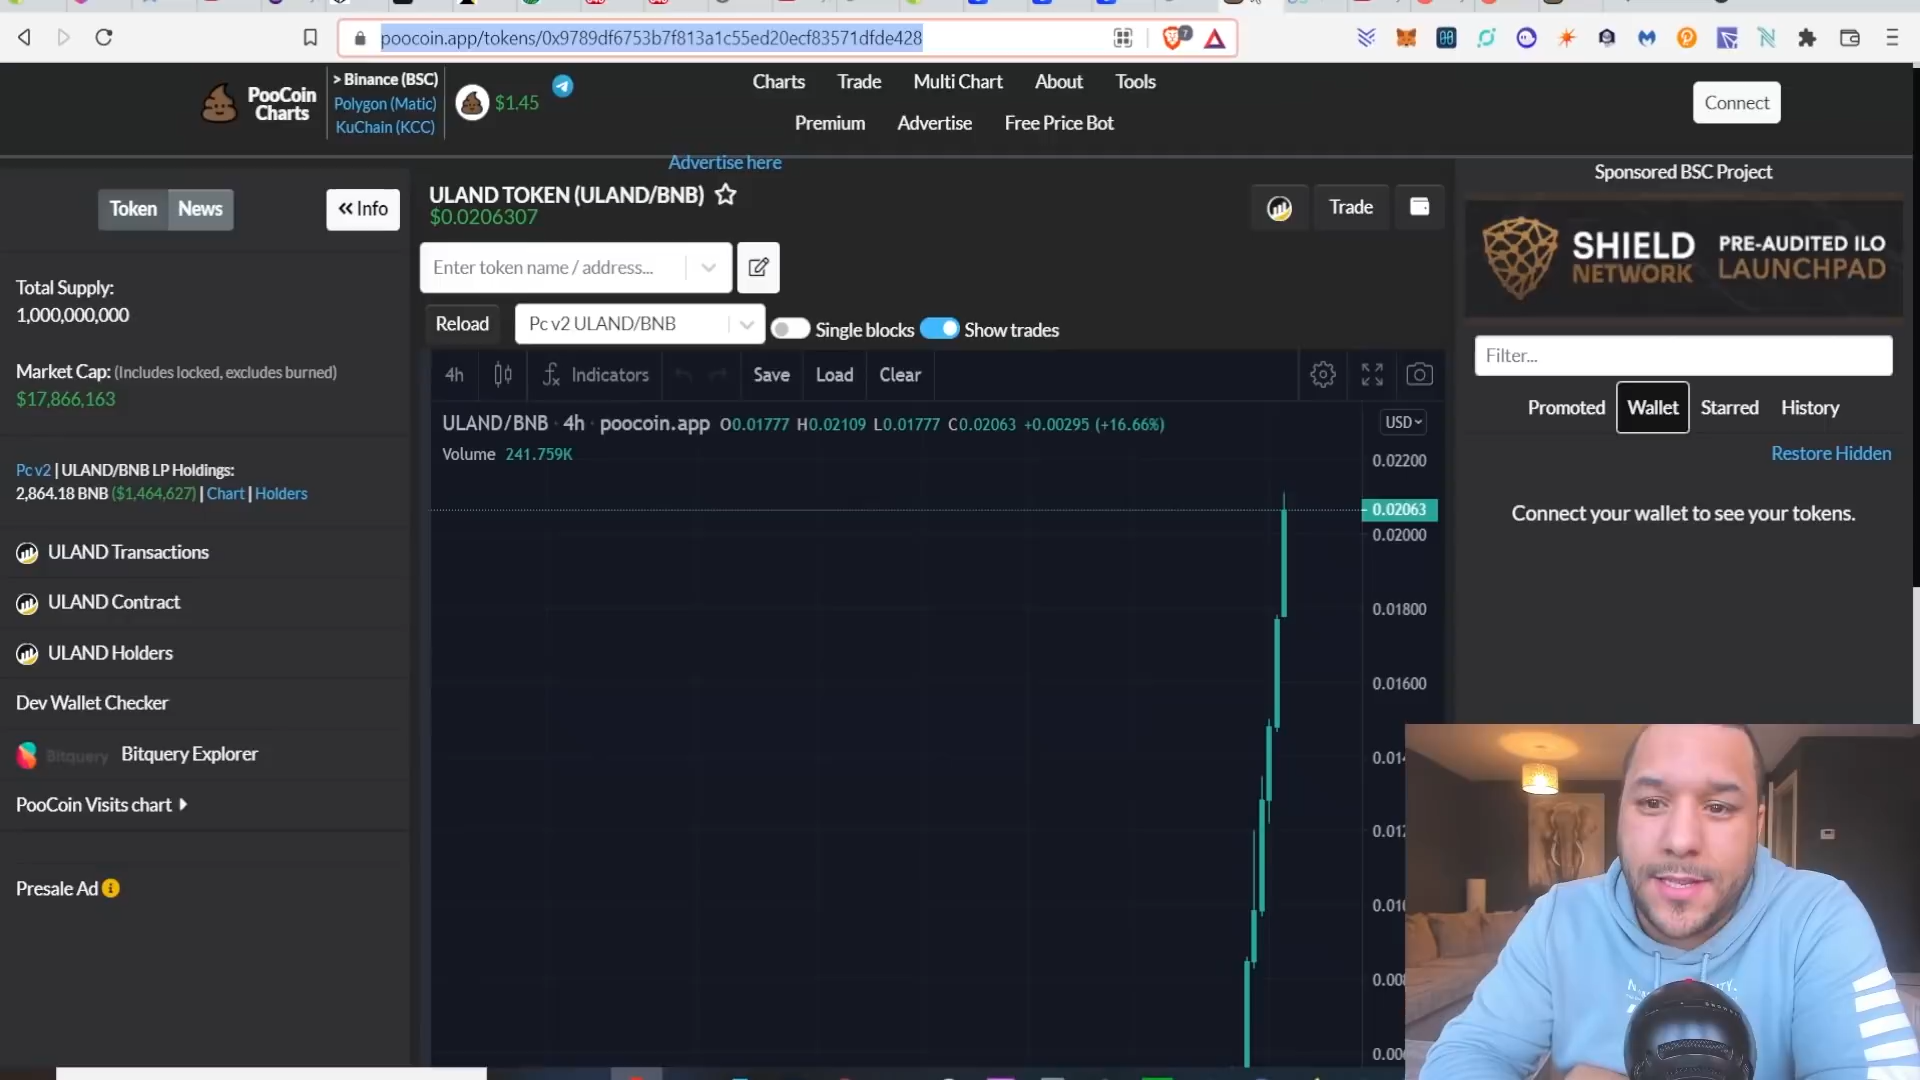 poocoin.app/tokens/0x9789df6753b7f813a1c55ed20ecf83571dfde428
7
PooCoin
Charts
> Binance (BSC)
Polygon (Matic)
KuChain (KCC)
$1.45
Charts
Trade
Multi Chart
About
Tools
Premium
Advertise
Free Price Bot
Connect
Advertise here
Token
News
« Info
Total Supply:
1,000,000,000
Market Cap: (Includes locked, excludes burned)
$17,866,163
Pc v2 | ULAND/BNB LP Holdings:
2,864.18 BNB ($1,464,627) | Chart | Holders
ULAND Transactions
ULAND Contract
ULAND Holders
Dev Wallet Checker
Bitquery Bitquery Explorer
PooCoin Visits chart
Presale Ad
ULAND TOKEN (ULAND/BNB)
$0.0206307
Trade
Enter token name / address...
Reload
Pc v2 ULAND/BNB
Single blocks
Show trades
4h
Indicators
Save
Load
Clear
ULAND/BNB · 4h · poocoin.app O0.01777 H0.02109 L0.01777 C0.02063 +0.00295 (+16.66%)
Volume 241.759K
USD
0.02200
0.02063
0.02000
0.01800
0.01600
Sponsored BSC Project
SHIELD
NETWORK
PRE-AUDITED ILO
LAUNCHPAD
Filter...
Promoted
Wallet
Starred
History
Restore Hidden
Connect your wallet to see your tokens.